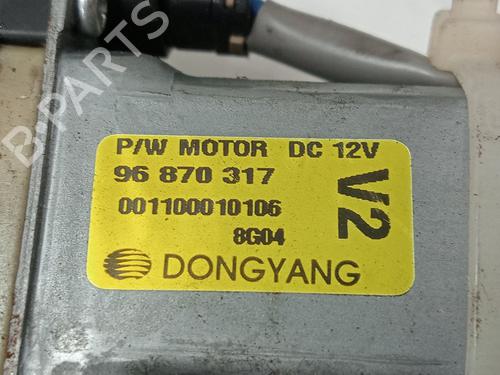 P/W MOTOR DC 12V
96 870 317
001100010106
8G04
V2
DONGYANG
B-PARTS